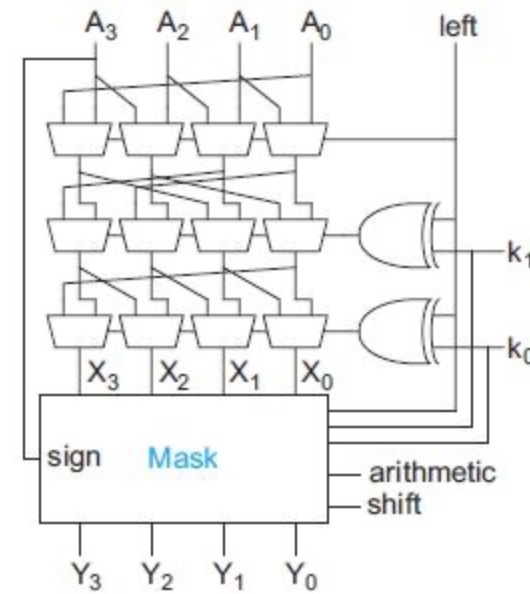 A3 A2 A1 A0 left
k1
k0
X3 X2 X1 X0
sign Mask
arithmetic
shift
Y3 Y2 Y1 Y0